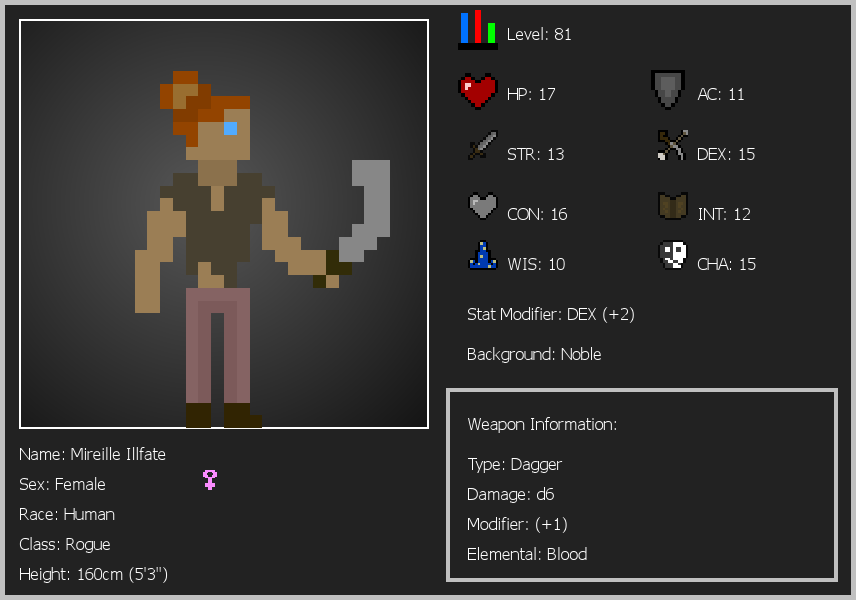 Level: 81
HP: 17
AC: 11
STR: 13
DEX: 15
CON: 16
INT: 12
WIS: 10
CHA: 15
Stat Modifier: DEX (+2)
Background: Noble
Weapon Information:
Type: Dagger
Damage: d6
Modifier: (+1)
Elemental: Blood
Name: Mireille Illfate
Sex: Female
Race: Human
Class: Rogue
Height: 160cm (5'3")